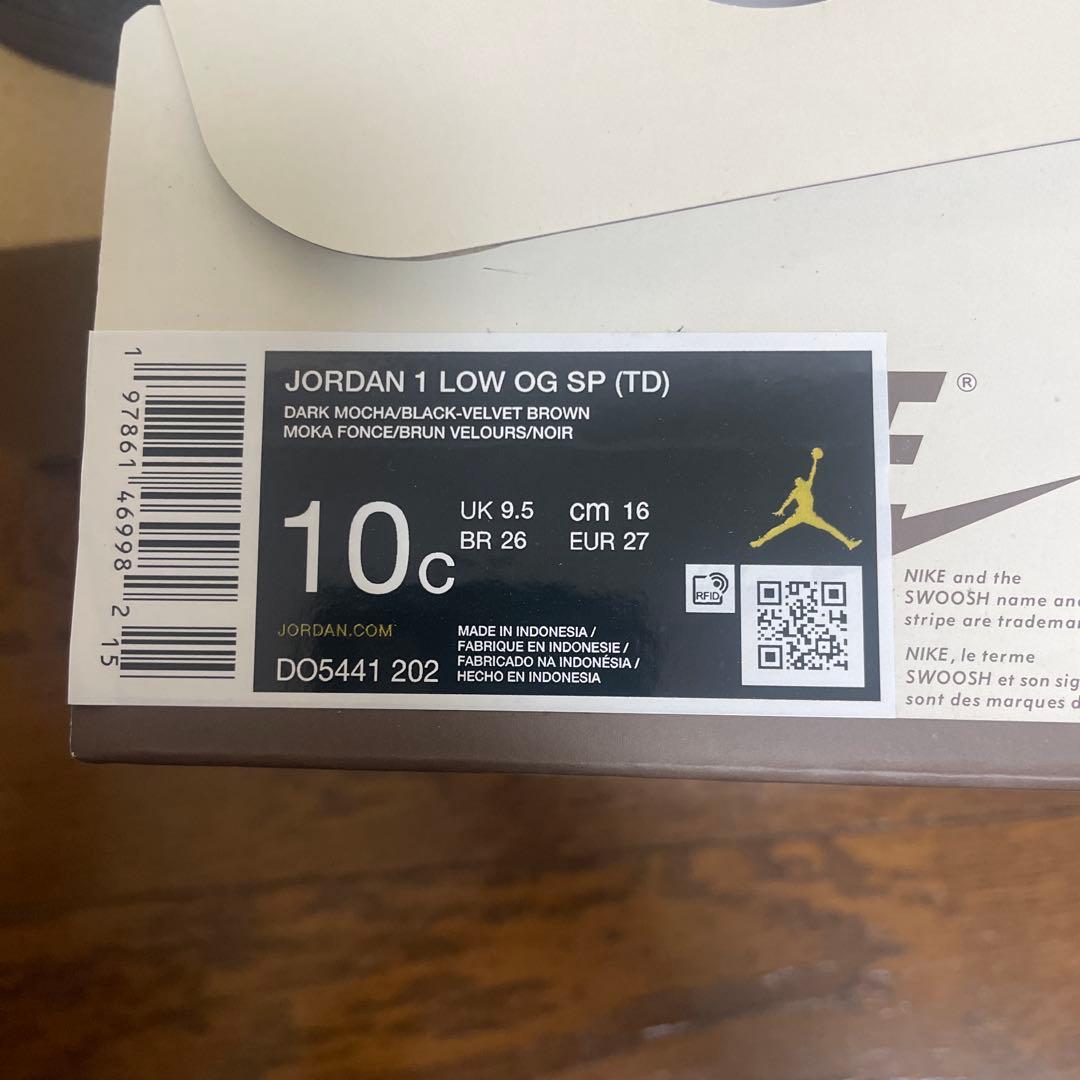 JORDAN 1 LOW OG SP (TD)
DARK MOCHA/BLACK-VELVET BROWN
MOKA FONCE/BRUN VELOURS/NOIR
10C
UK 9.5 cm 16
BR 26 EUR 27
RFID
JORDAN.COM
DO5441 202
MADE IN INDONESIA /
FABRIQUE EN INDONESIE /
FABRICADO NA INDONÉSIA /
HECHO EN INDONESIA
1 97861 46998 2 15
®
NIKE and the
SWOOSH name and
stripe are
NIKE, le terme
SWOOSH et son
sont des marques